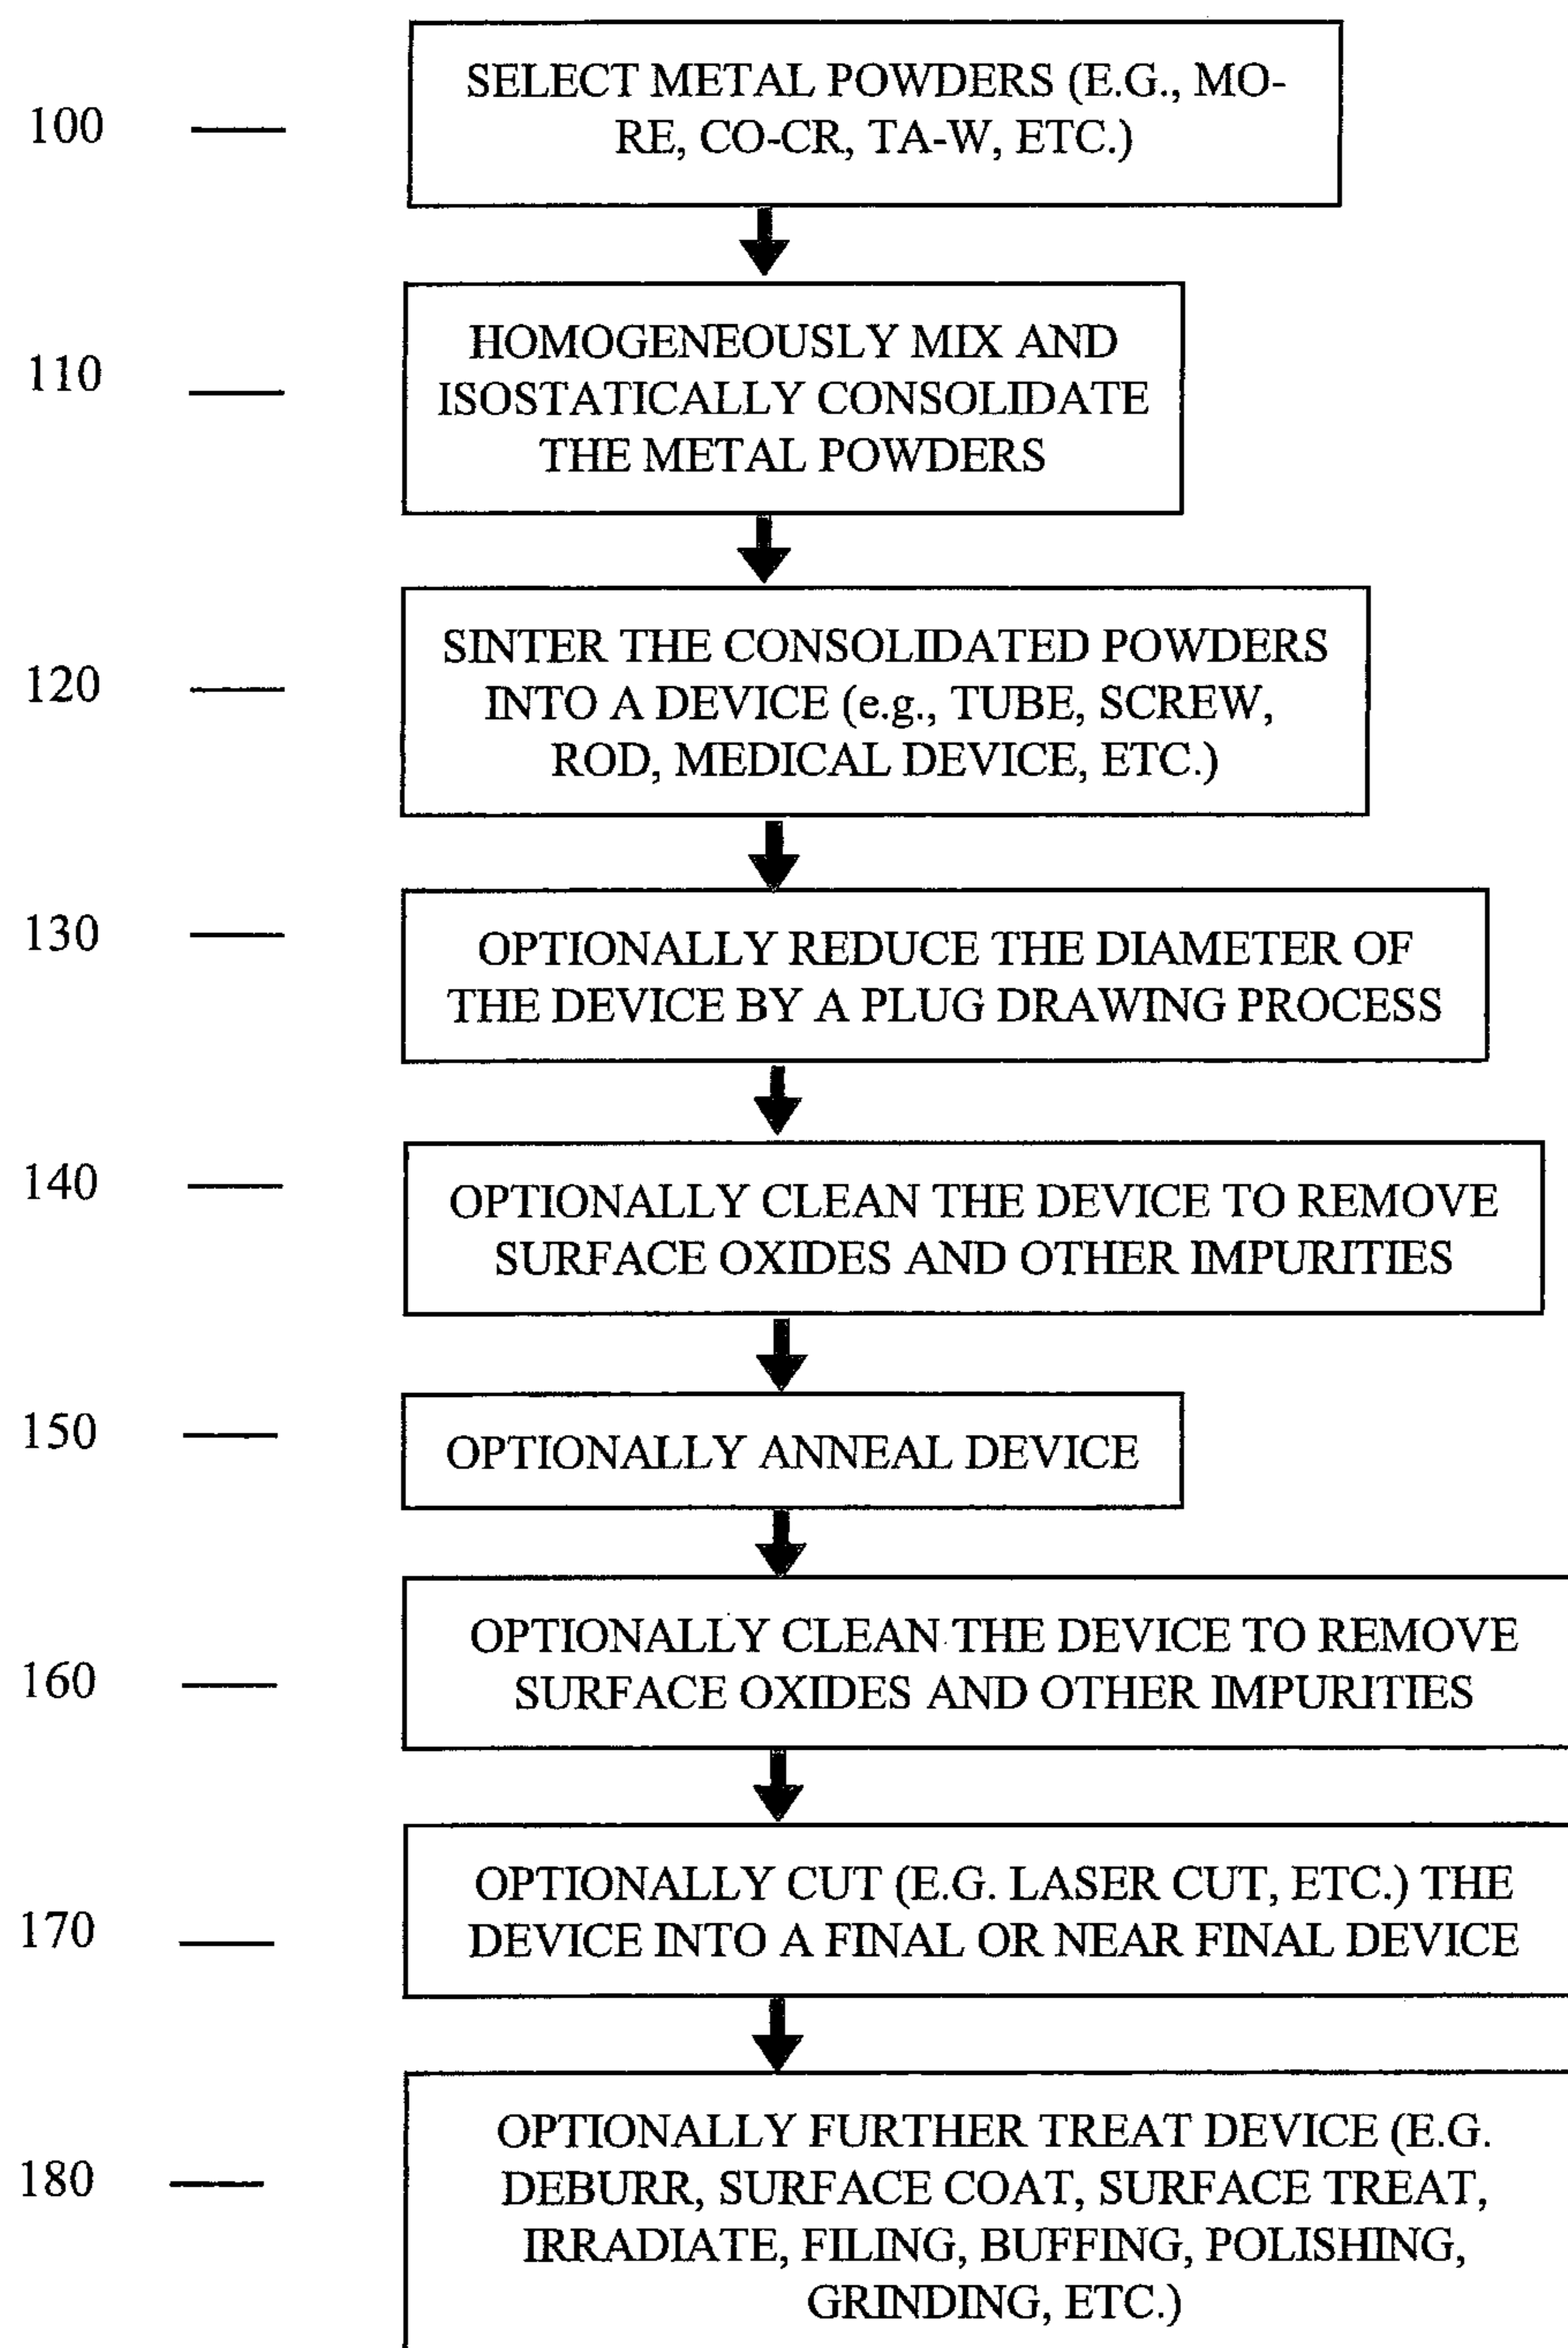 100
SELECT METAL POWDERS (E.G., MO-
RE, CO-CR, TA-W, ETC.)
110
HOMOGENEOUSLY MIX AND
ISOSTATICALLY CONSOLIDATE
THE METAL POWDERS
120
SINTER THE CONSOLIDATED POWDERS
INTO A DEVICE (e.g., TUBE, SCREW,
ROD, MEDICAL DEVICE, ETC.)
130
OPTIONALLY REDUCE THE DIAMETER OF
THE DEVICE BY A PLUG DRAWING PROCESS
140
OPTIONALLY CLEAN THE DEVICE TO REMOVE
SURFACE OXIDES AND OTHER IMPURITIES
150
OPTIONALLY ANNEAL DEVICE
160
OPTIONALLY CLEAN THE DEVICE TO REMOVE
SURFACE OXIDES AND OTHER IMPURITIES
170
OPTIONALLY CUT (E.G. LASER CUT, ETC.) THE
DEVICE INTO A FINAL OR NEAR FINAL DEVICE
180
OPTIONALLY FURTHER TREAT DEVICE (E.G.
DEBURR, SURFACE COAT, SURFACE TREAT,
IRRADIATE, FILING, BUFFING, POLISHING,
GRINDING, ETC.)